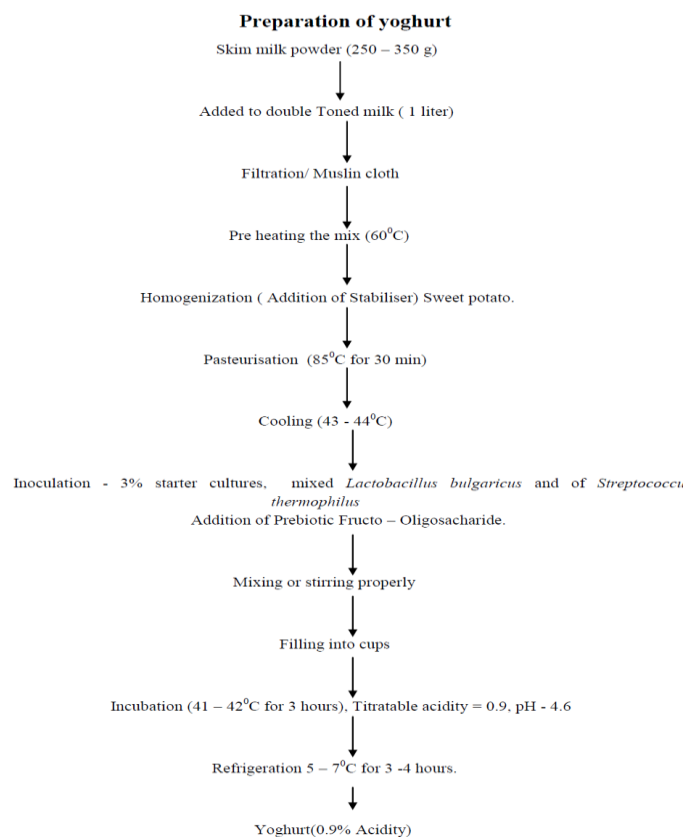 Preparation of yoghurt
Skim milk powder (250 – 350 g)
Added to double Toned milk ( 1 liter)
Filtration/ Muslin cloth
Pre heating the mix (60⁰C)
Homogenization ( Addition of Stabiliser) Sweet potato.
Pasteurisation (85⁰C for 30 min)
Cooling (43 - 44⁰C)
Inoculation - 3% starter cultures, mixed Lactobacillus bulgaricus and of Streptococcu
thermophilus
Addition of Prebiotic Fructo – Oligosacharide.
Mixing or stirring properly
Filling into cups
Incubation (41 – 42⁰C for 3 hours), Titratable acidity = 0.9, pH - 4.6
Refrigeration 5 – 7⁰C for 3 -4 hours.
Yoghurt(0.9% Acidity)